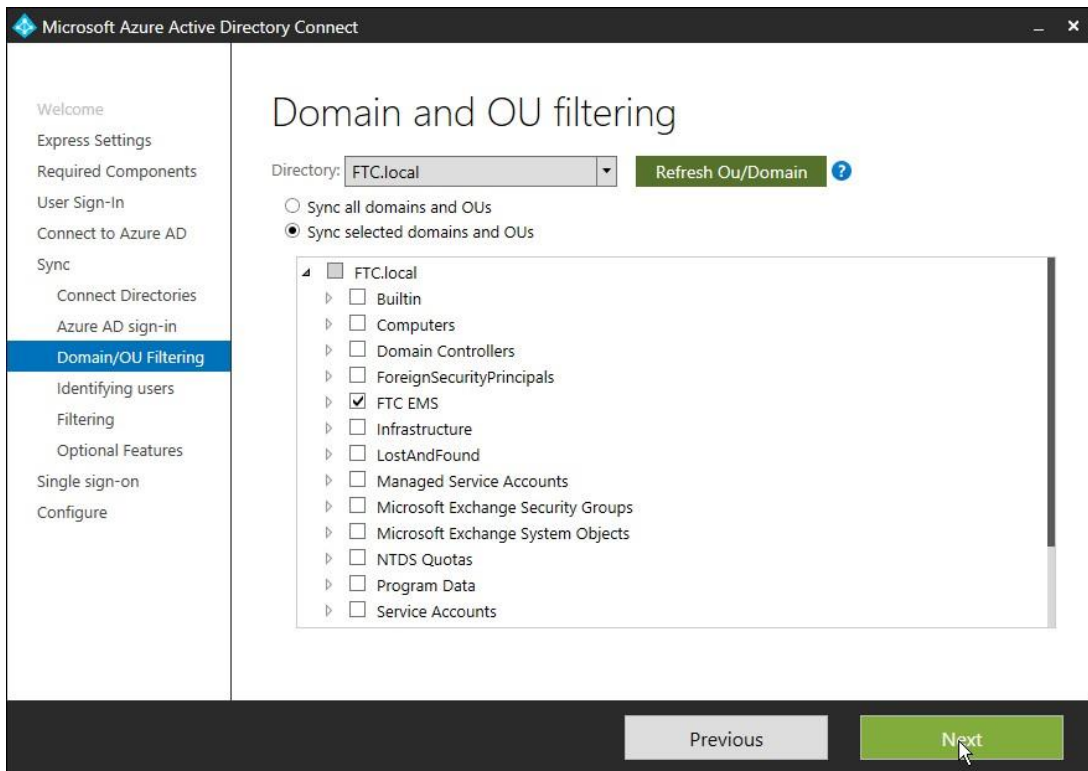 Microsoft Azure Active Directory Connect
Welcome
Express Settings
Required Components
User Sign-In
Connect to Azure AD
Sync
Connect Directories
Azure AD sign-in
Domain/OU Filtering
Identifying users
Filtering
Optional Features
Single sign-on
Configure
Domain and OU filtering
Directory: FTC.local Refresh Ou/Domain ?
Sync all domains and OUs
Sync selected domains and OUs
FTC.local
Builtin
Computers
Domain Controllers
ForeignSecurityPrincipals
FTC EMS
Infrastructure
LostAndFound
Managed Service Accounts
Microsoft Exchange Security Groups
Microsoft Exchange System Objects
NTDS Quotas
Program Data
Service Accounts
Previous Next